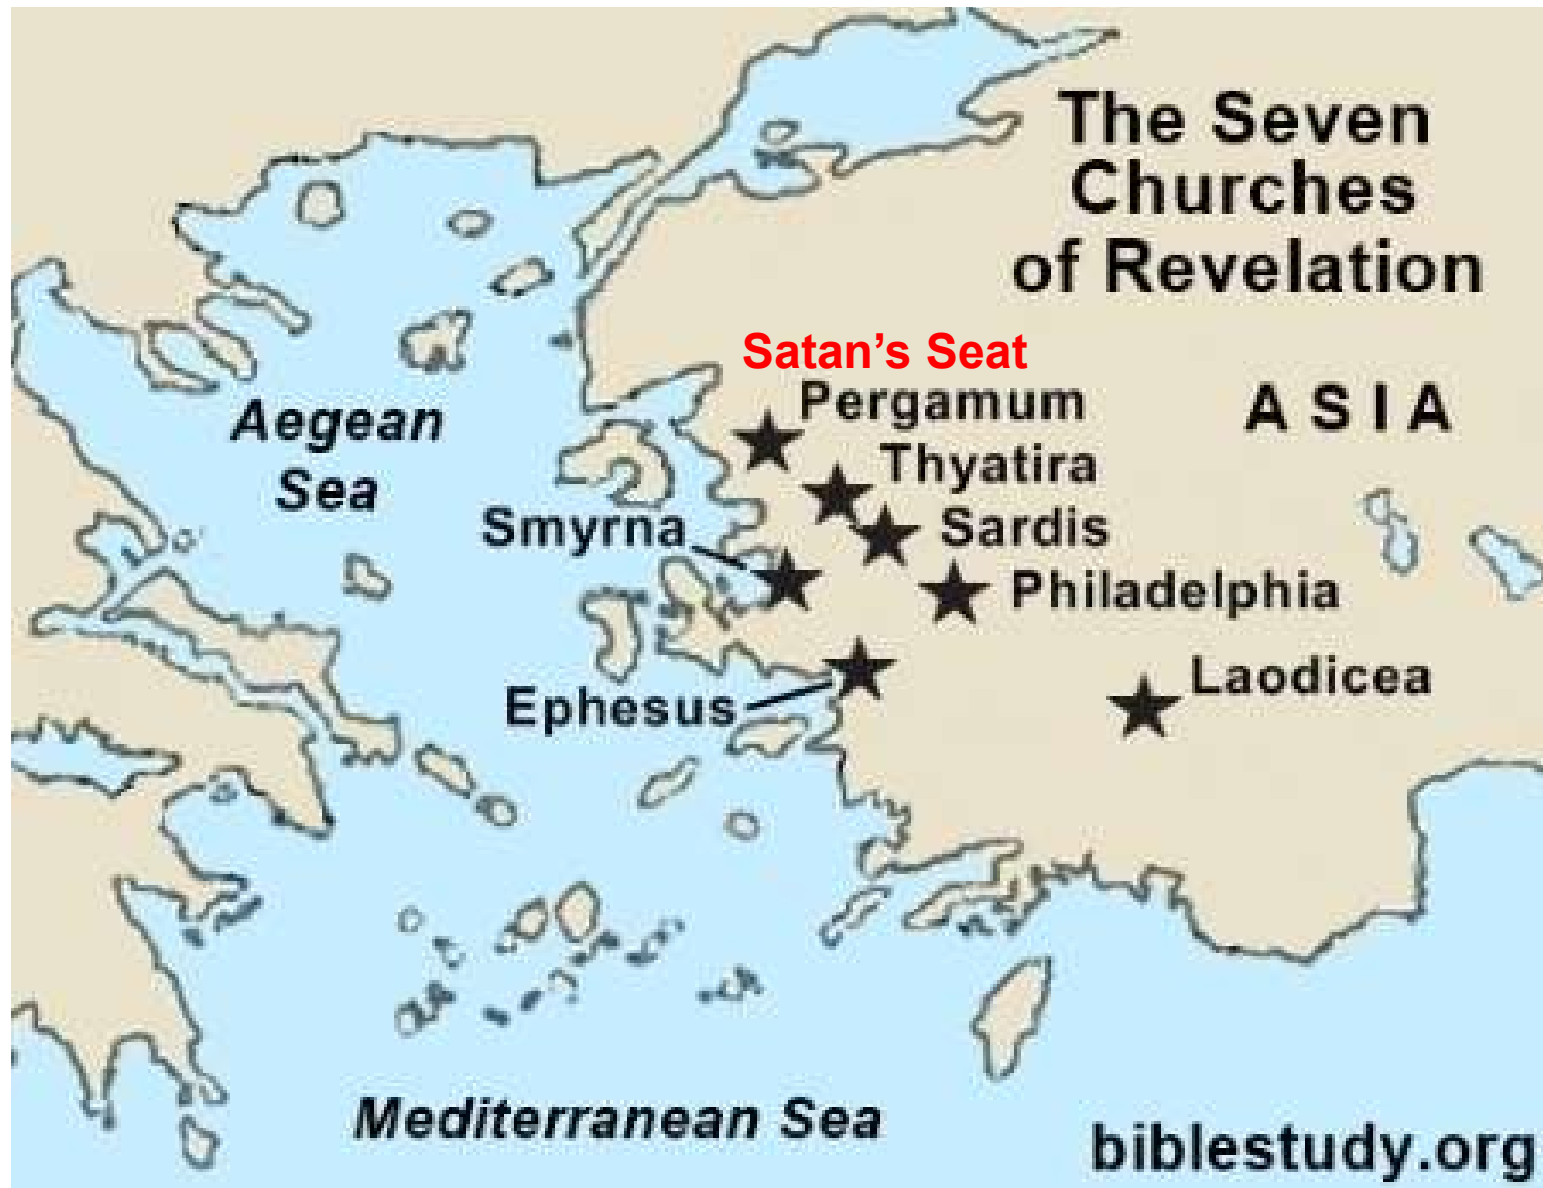 The Seven
Churches
of Revelation
Satan’s Seat
Pergamum
ASIA
Aegean
Sea
Thyatira
Smyrna
Sardis
Philadelphia
Ephesus
Laodicea
Mediterranean Sea
biblestudy.org